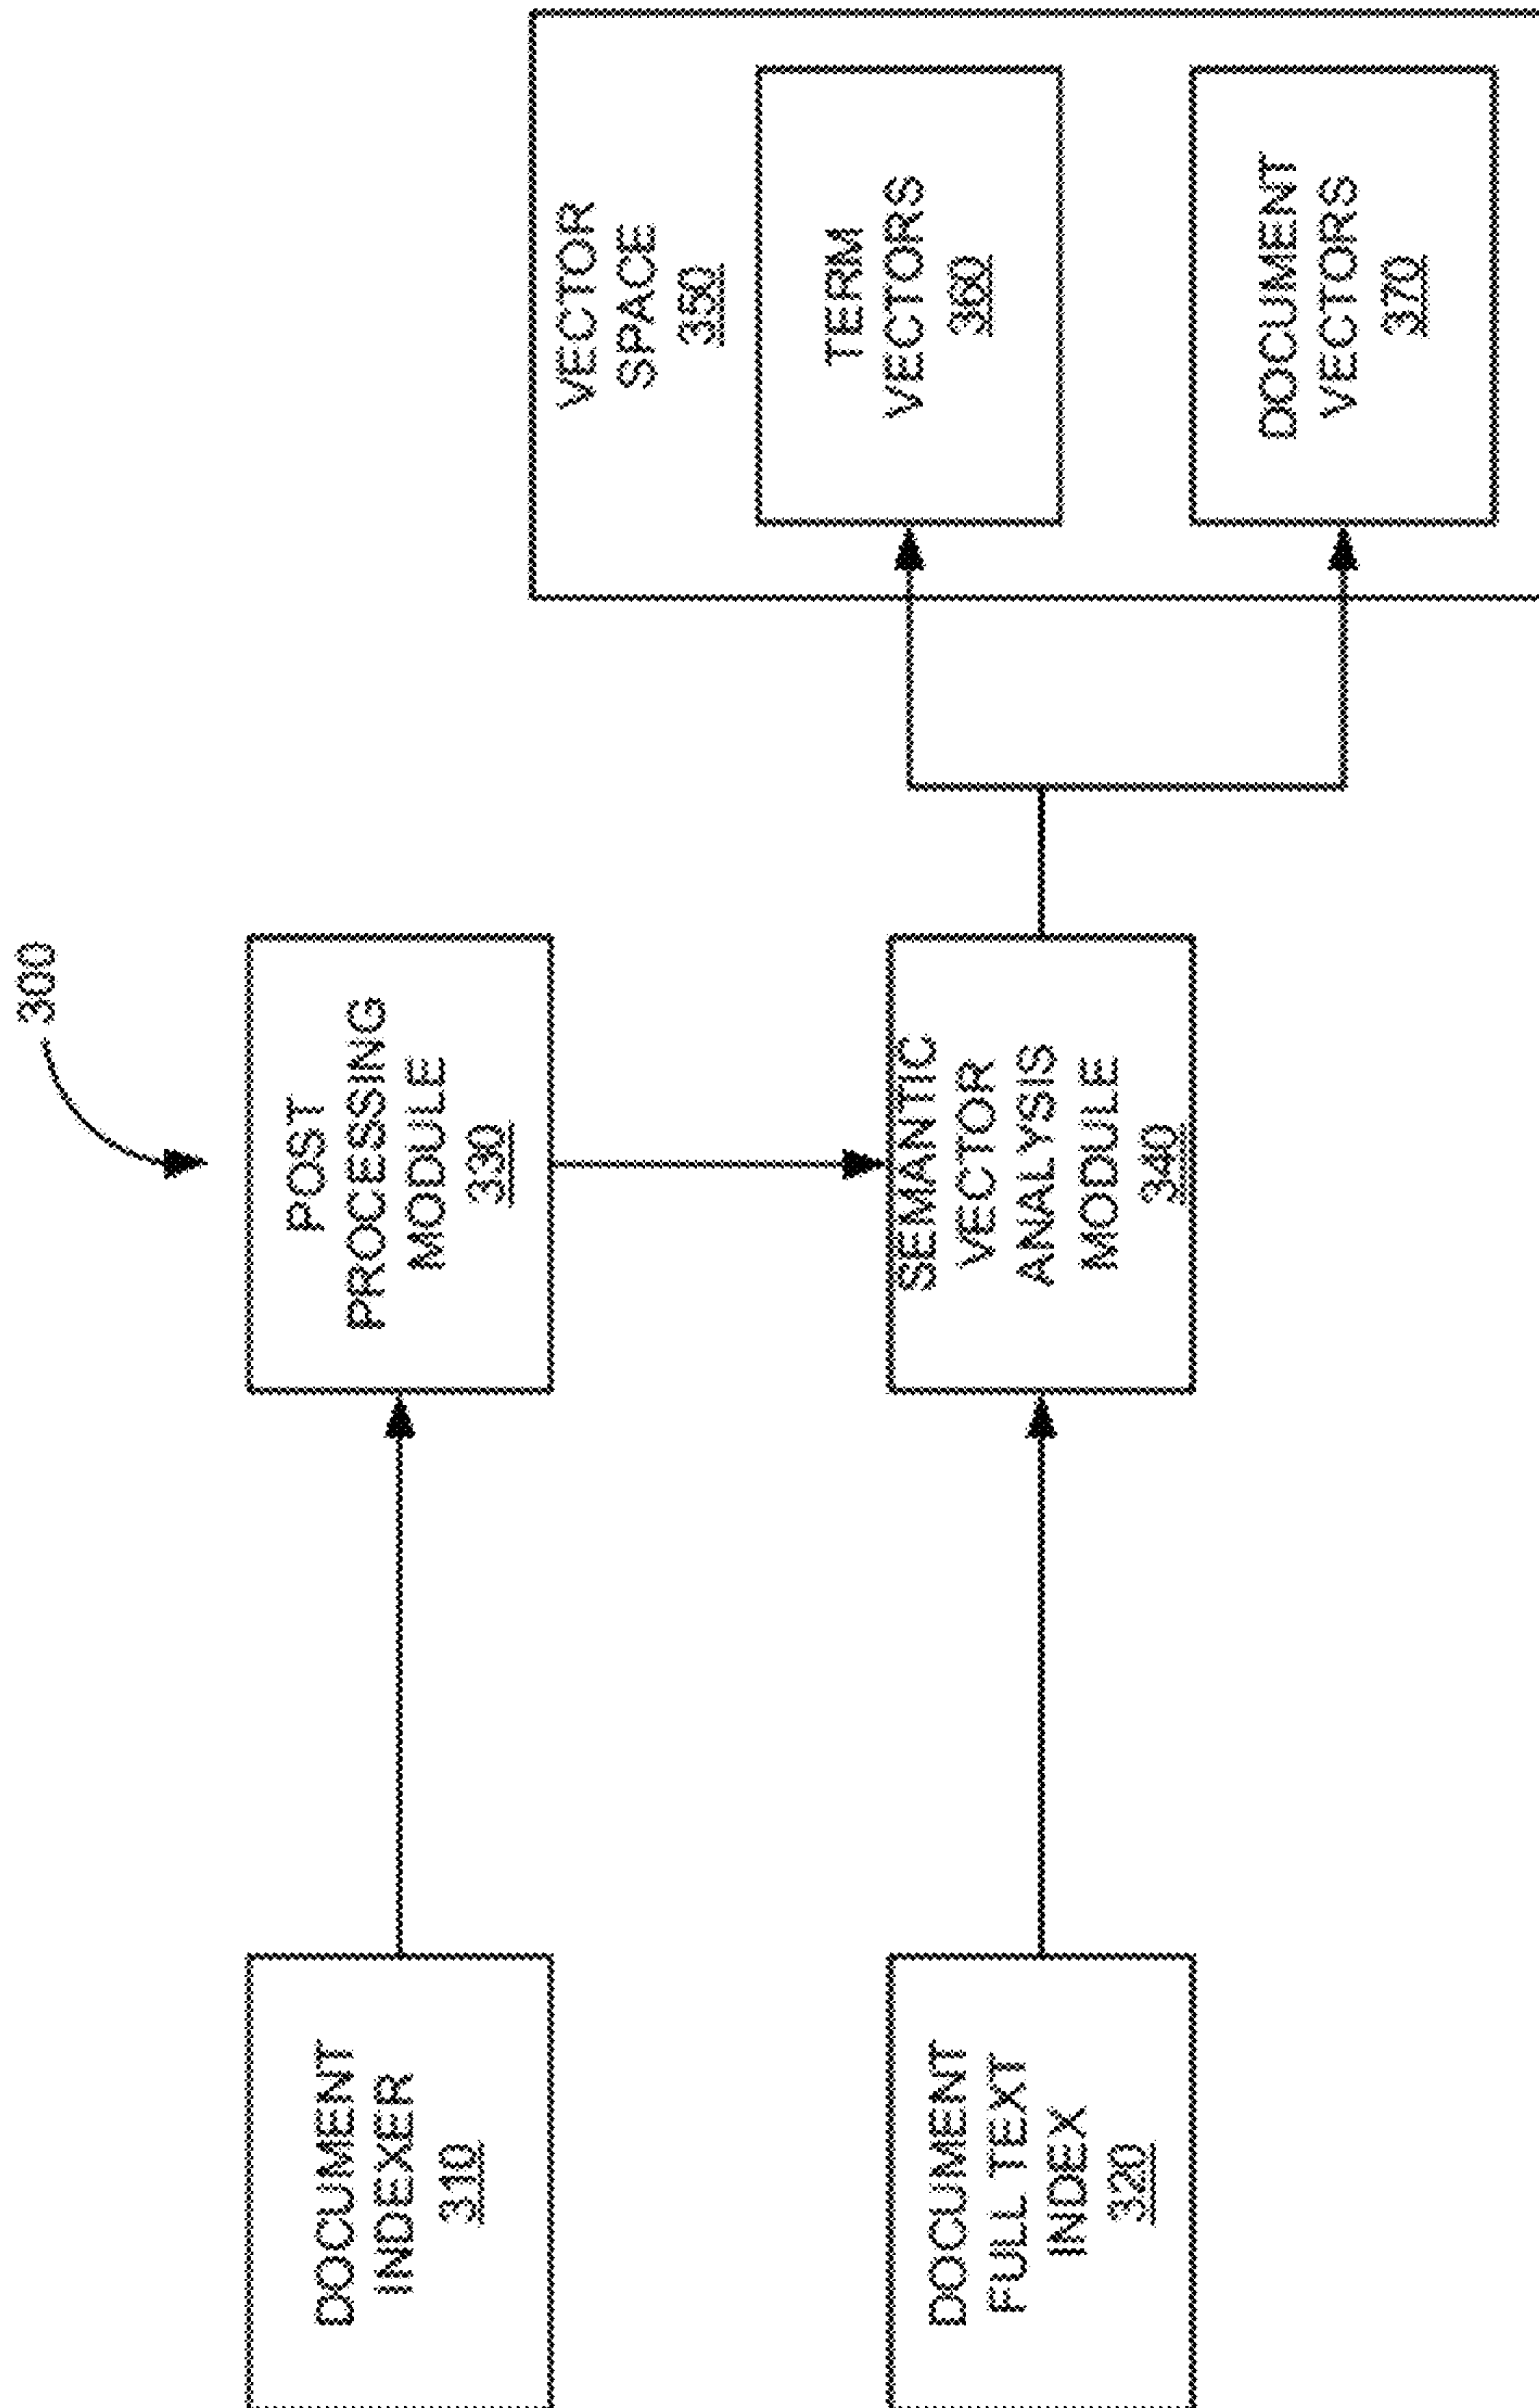 300
DOCUMENT
INDEXER
310
POST
PROCESSING
MODULE
330
VECTOR
SPACE
350
TERM
VECTORS
360
DOCUMENT
FULL TEXT
INDEX
320
SEMANTIC
VECTOR
ANALYSIS
MODULE
340
DOCUMENT
VECTORS
370